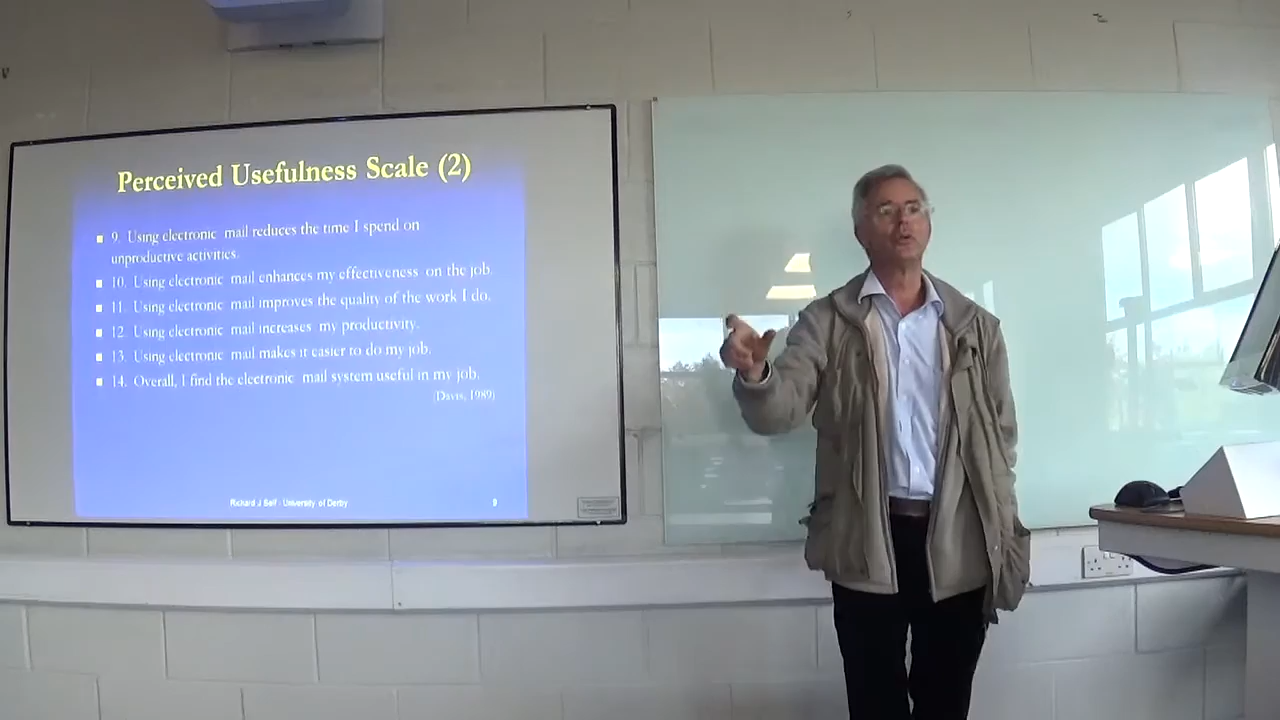 Perceived Usefulness Scale (2)
9. Using electronic mail reduces the time I spend on
unproductive activities.
10. Using electronic mail enhances my effectiveness on the job.
11. Using electronic mail improves the quality of the work I do.
12. Using electronic mail increases my productivity.
13. Using electronic mail makes it easier to do my job.
14. Overall, I find the electronic mail system useful in my job.
(Davis, 1989)
Richard J Self - University of Derby
9